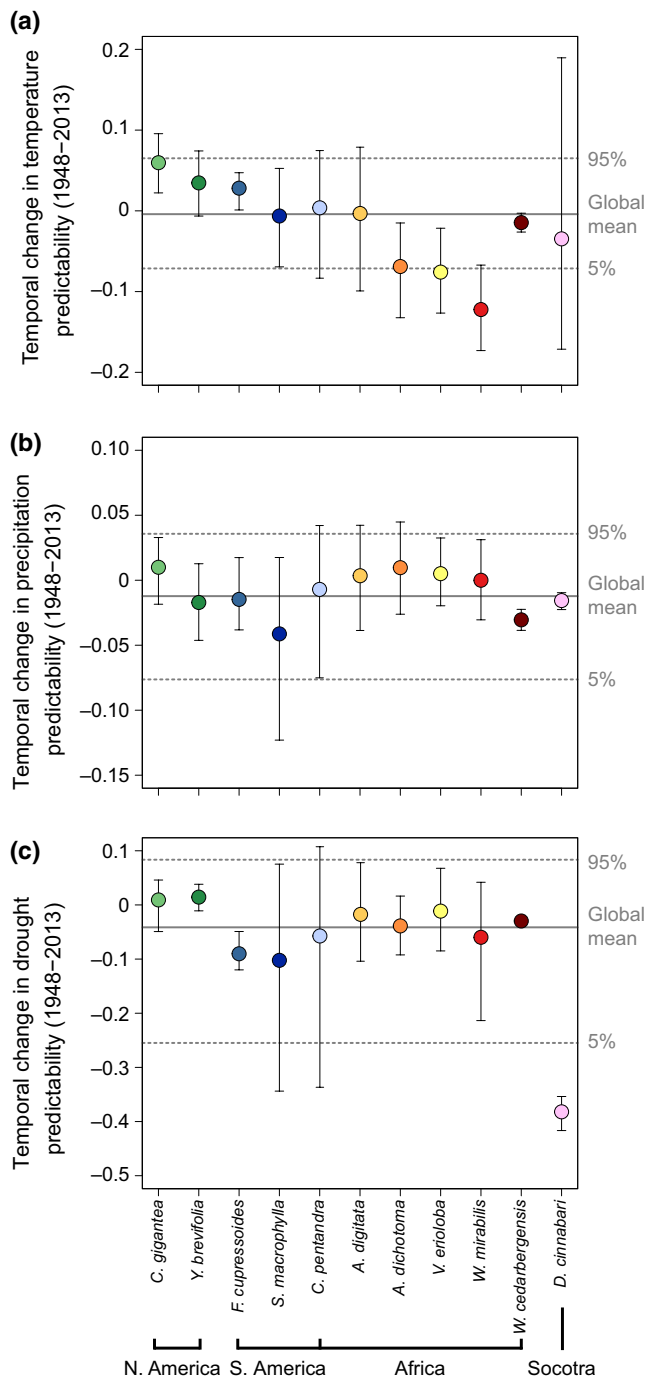 (a)
Temporal change in temperature
predictability (1948–2013)
0.2
0.1
0
–0.1
–0.2
95%
Global
mean
5%
(b)
Temporal change in precipitation
predictability (1948–2013)
0.10
0.05
0
–0.05
–0.10
–0.15
95%
Global
mean
5%
(c)
Temporal change in drought
predictability (1948–2013)
0.1
0
–0.1
–0.2
–0.3
–0.4
–0.5
95%
Global
mean
5%
C. gigantea
Y. brevifolia
F. cupressoides
S. macrophylla
C. pentandra
A. digitata
A. dichotoma
V. erioloba
W. mirabilis
W. cedarbergensis
D. cinnabari
N. America
S. America
Africa
Socotra